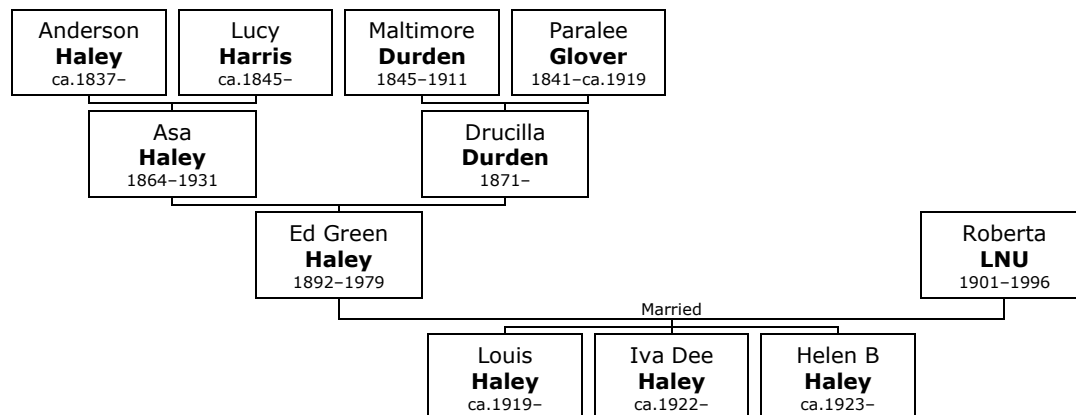 Anderson
Haley
ca.1837–
Lucy
Harris
ca.1845–
Maltimore
Durden
1845–1911
Paralee
Glover
1841–ca.1919
Asa
Haley
1864–1931
Drucilla
Durden
1871–
Ed Green
Haley
1892–1979
Roberta
LNU
1901–1996
Married
Louis
Haley
ca.1919–
Iva Dee
Haley
ca.1922–
Helen B
Haley
ca.1923–